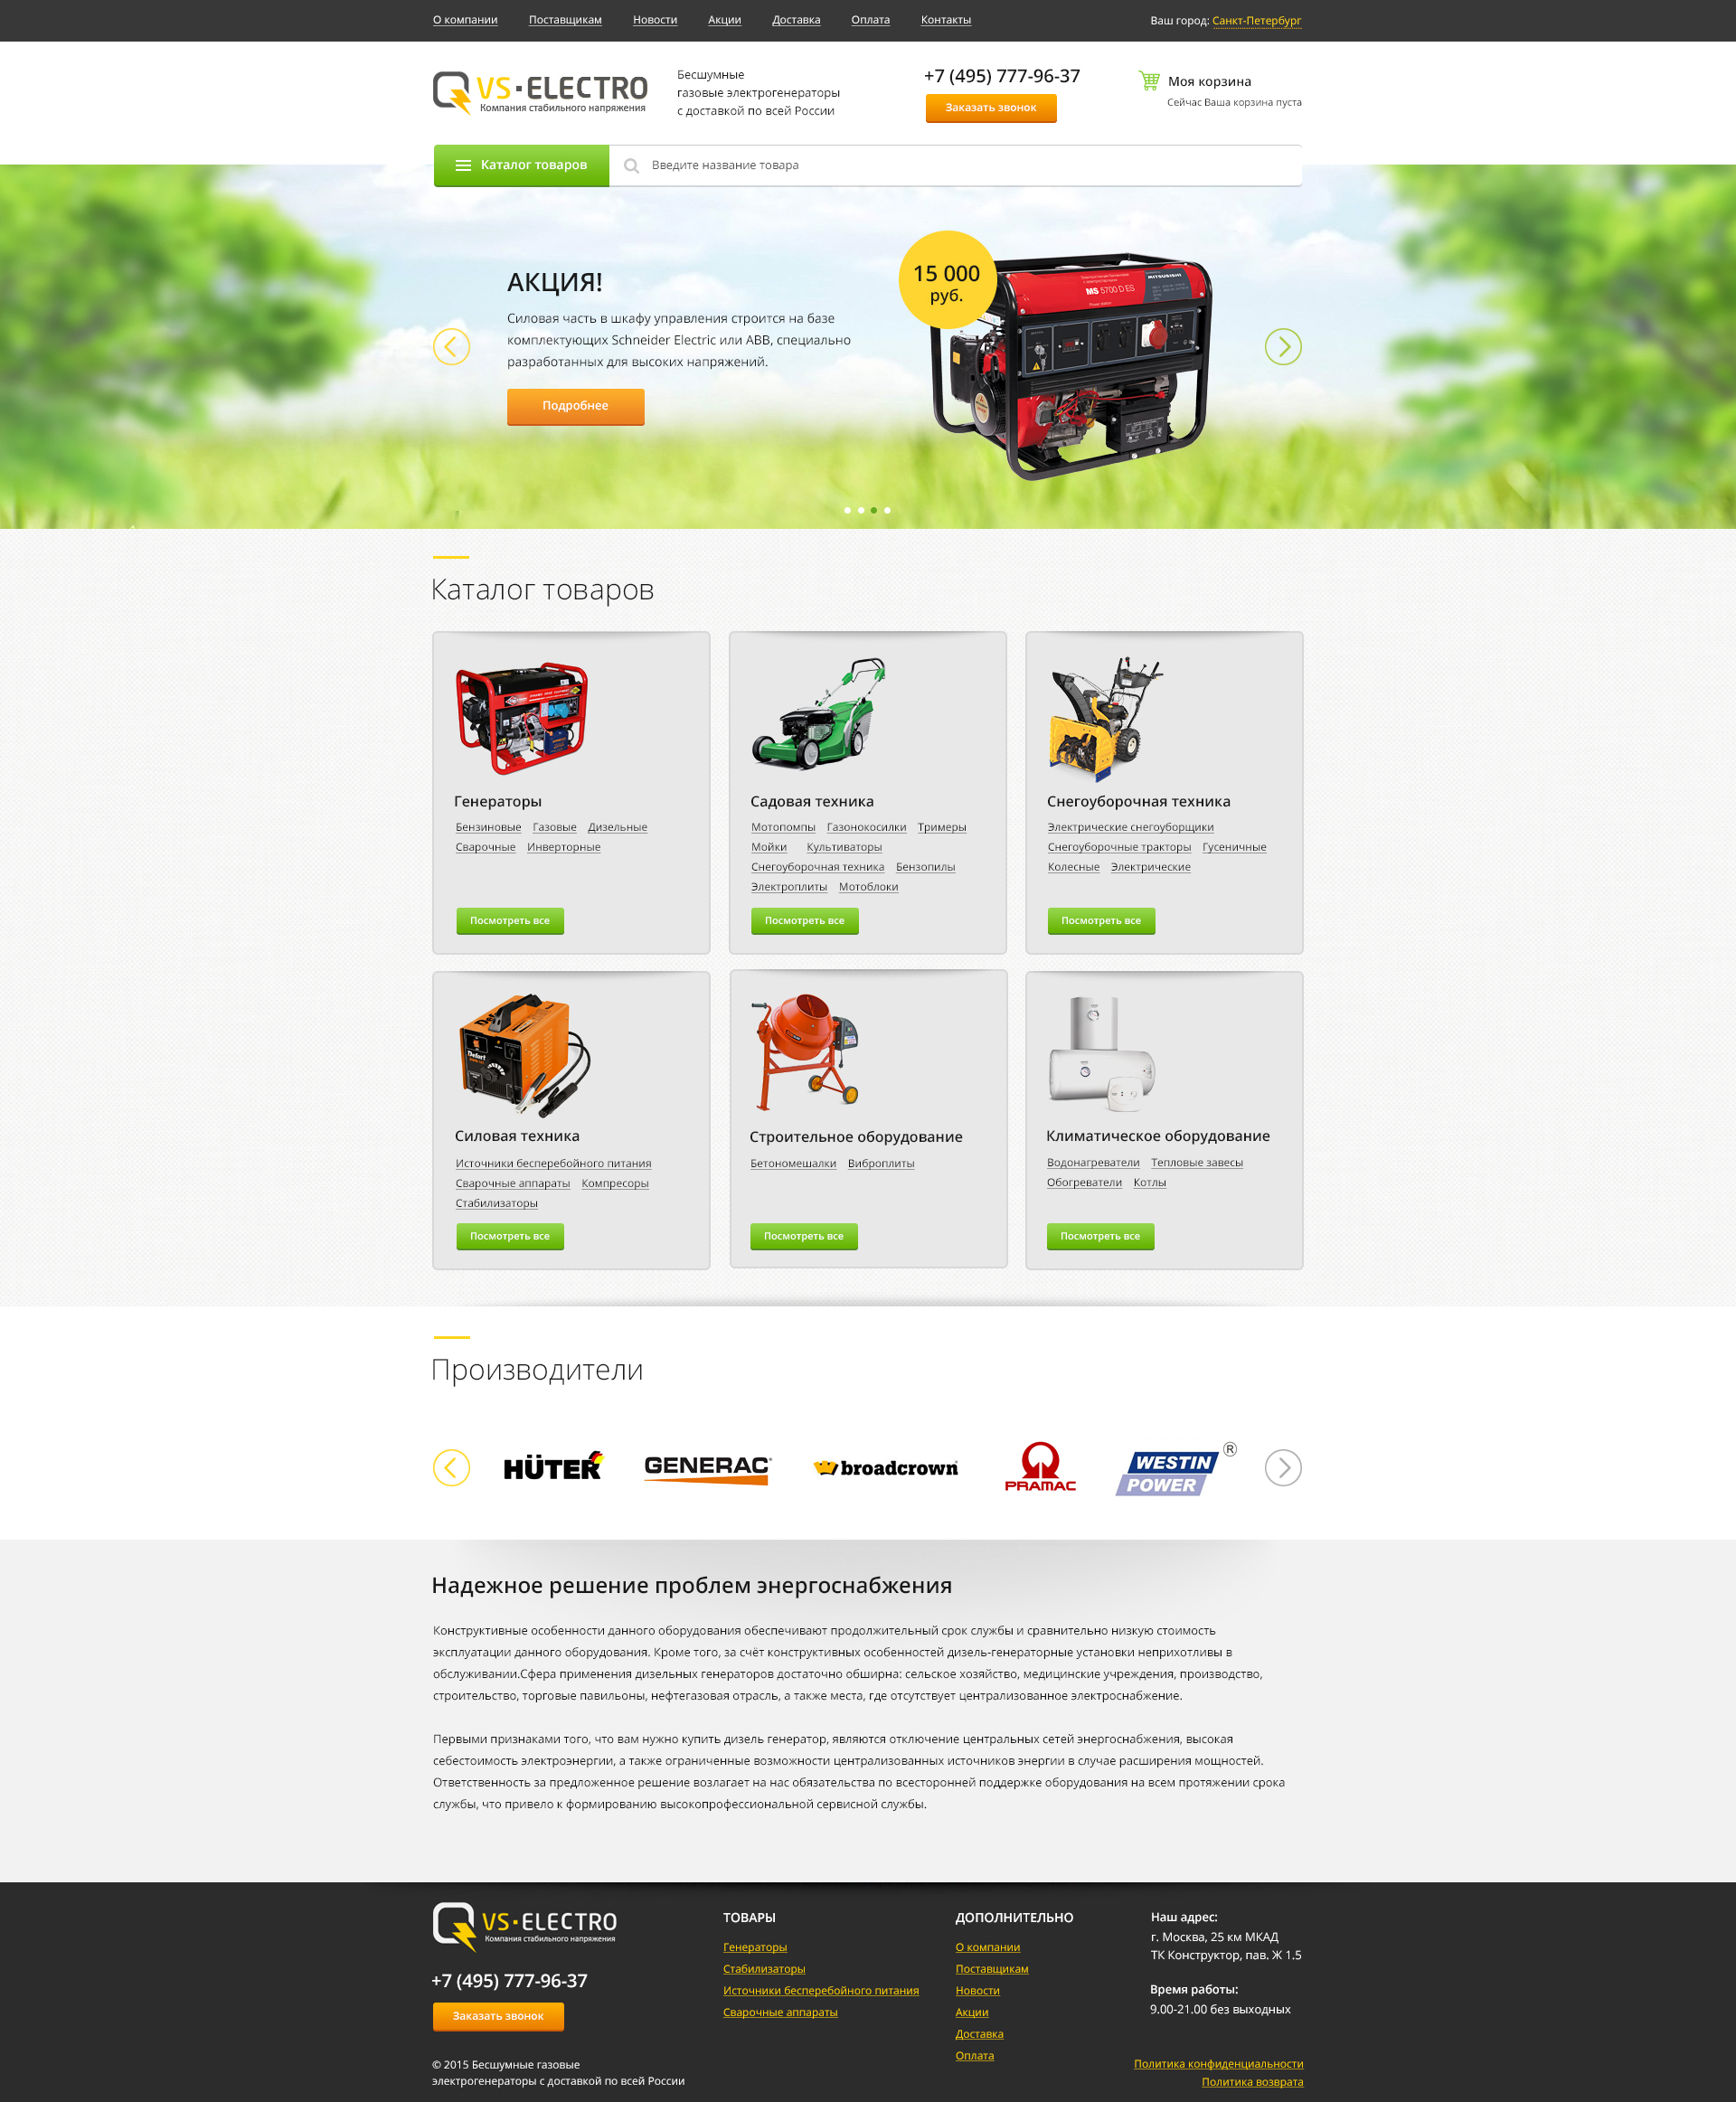 О компании Поставщикам Новости Акции Доставка Оплата Контакты Ваш город: Санкт-Петербург
VS-ELECTRO
Компания стабильного напряжения
Бесшумные
газовые электрогенераторы
с доставкой по всей России
+7 (495) 777-96-37
Заказать звонок
Моя корзина
Сейчас Ваша корзина пуста
Каталог товаров
Введите название товара
АКЦИЯ!
Силовая часть в шкафу управления строится на базе
комплектующих Schneider Electric или ABB, специально
разработанных для высоких напряжений.
Подробнее
15 000
руб.
MITSUBISHI
MS 5700 D ES
Каталог товаров
Генераторы
Бензиновые Газовые Дизельные
Сварочные Инверторные
Посмотреть все
Садовая техника
Мотопомпы Газонокосилки Тримеры
Мойки Культиваторы
Снегоуборочная техника Бензопилы
Электроплиты Мотоблоки
Посмотреть все
Снегоуборочная техника
Электрические снегоуборщики
Снегоуборочные тракторы Гусеничные
Колесные Электрические
Посмотреть все
Defort
Силовая техника
Источники бесперебойного питания
Сварочные аппараты Компресоры
Стабилизаторы
Посмотреть все
Строительное оборудование
Бетономешалки Виброплиты
Посмотреть все
Климатическое оборудование
Водонагреватели Тепловые завесы
Обогреватели Котлы
Посмотреть все
Производители
HÜTER
GENERAC®
broadcrown
PRAMAC
WESTIN ®
POWER
Надежное решение проблем энергоснабжения
Конструктивные особенности данного оборудования обеспечивают продолжительный срок службы и сравнительно низкую стоимость
эксплуатации данного оборудования. Кроме того, за счёт конструктивных особенностей дизель-генераторные установки неприхотливы в
обслуживании.Сфера применения дизельных генераторов достаточно обширна: сельское хозяйство, медицинские учреждения, производство,
строительство, торговые павильоны, нефтегазовая отрасль, а также места, где отсутствует централизованное электроснабжение.
Первыми признаками того, что вам нужно купить дизель генератор, являются отключение центральных сетей энергоснабжения, высокая
себестоимость электроэнергии, а также ограниченные возможности централизованных источников энергии в случае расширения мощностей.
Ответственность за предложенное решение возлагает на нас обязательства по всесторонней поддержке оборудования на всем протяжении срока
службы, что привело к формированию высокопрофессиональной сервисной службы.
VS-ELECTRO
Компания стабильного напряжения
+7 (495) 777-96-37
Заказать звонок
© 2015 Бесшумные газовые
электрогенераторы с доставкой по всей России
ТОВАРЫ
Генераторы
Стабилизаторы
Источники бесперебойного питания
Сварочные аппараты
ДОПОЛНИТЕЛЬНО
О компании
Поставщикам
Новости
Акции
Доставка
Оплата
Наш адрес:
г. Москва, 25 км МКАД
ТК Конструктор, пав. Ж 1.5
Время работы:
9.00-21.00 без выходных
Политика конфиденциальности
Политика возврата